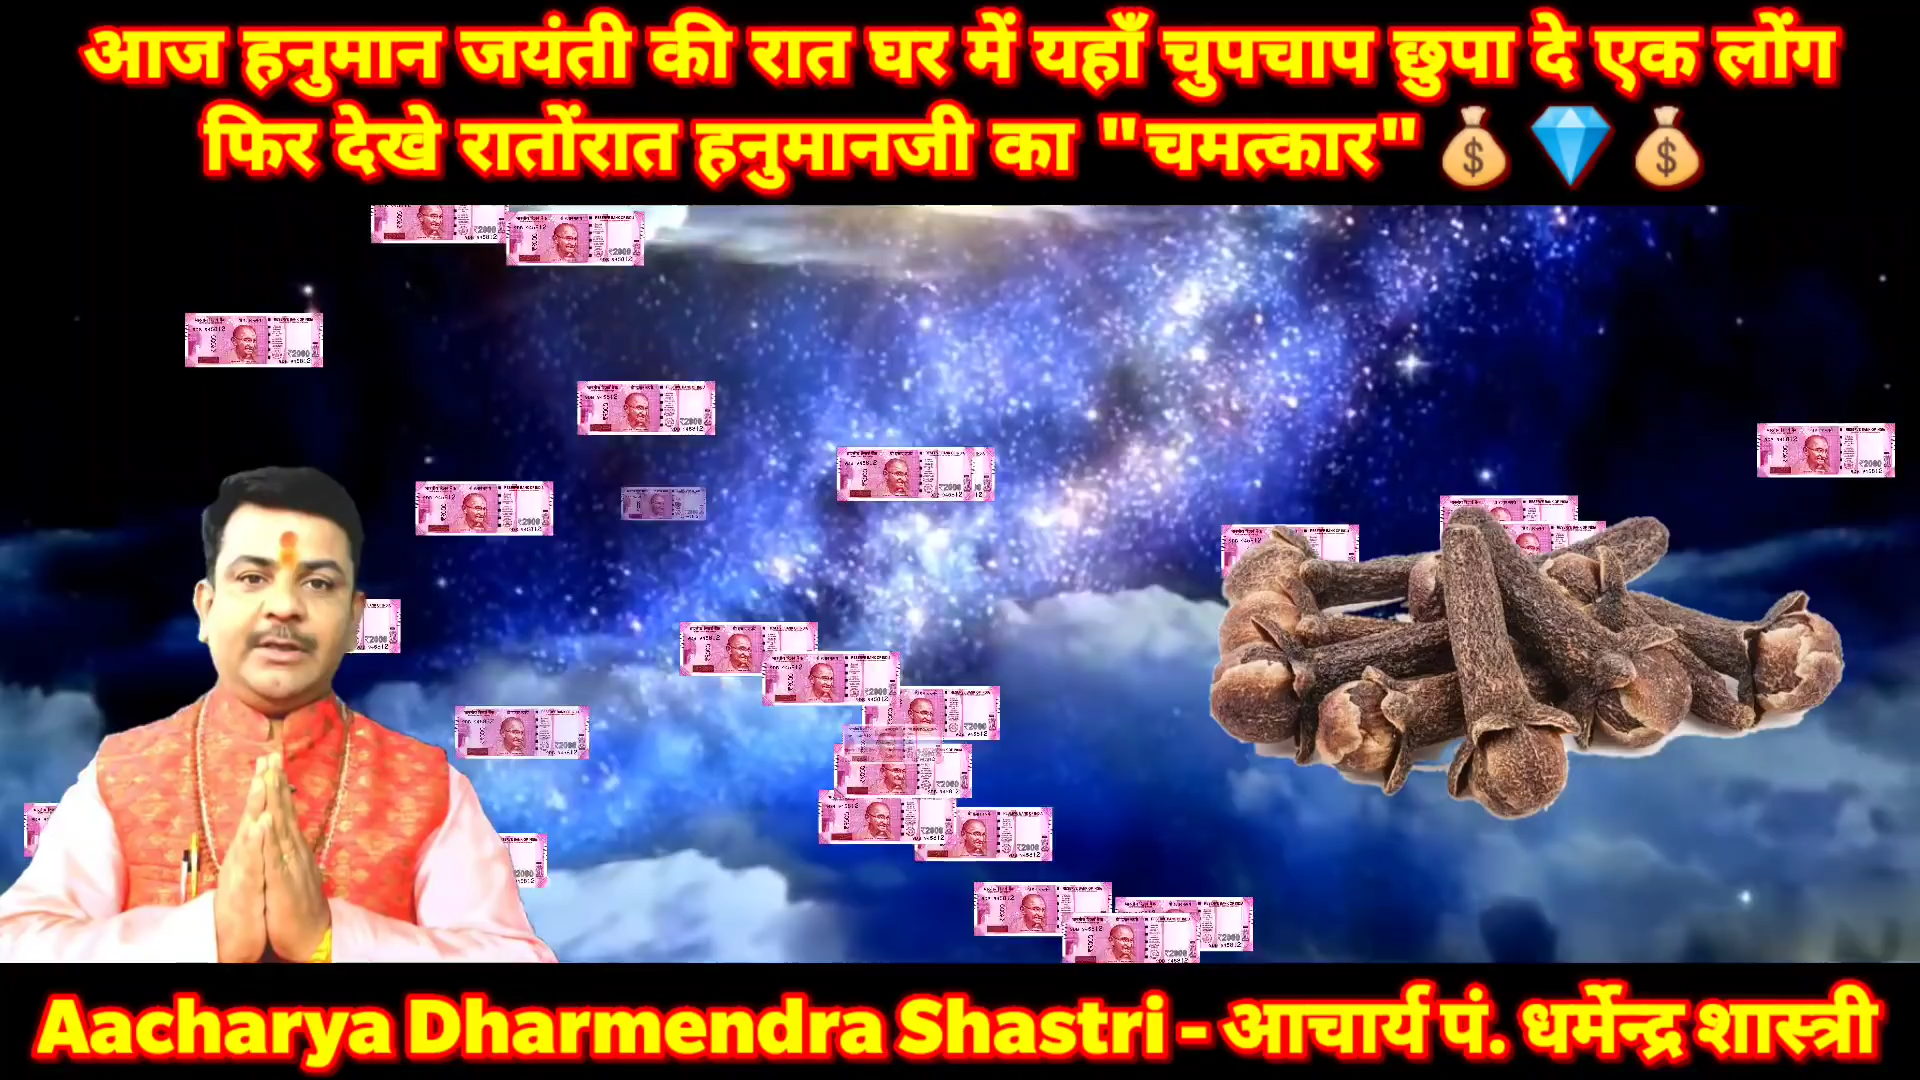 आज हनुमान जयंती की रात घर में यहाँ चुपचाप छुपा दे एक लोंग
फिर देखे रातोंरात हनुमानजी का "चमत्कार"
Aacharya Dharmendra Shastri - आचार्य पं. धर्मेन्द्र शास्त्री